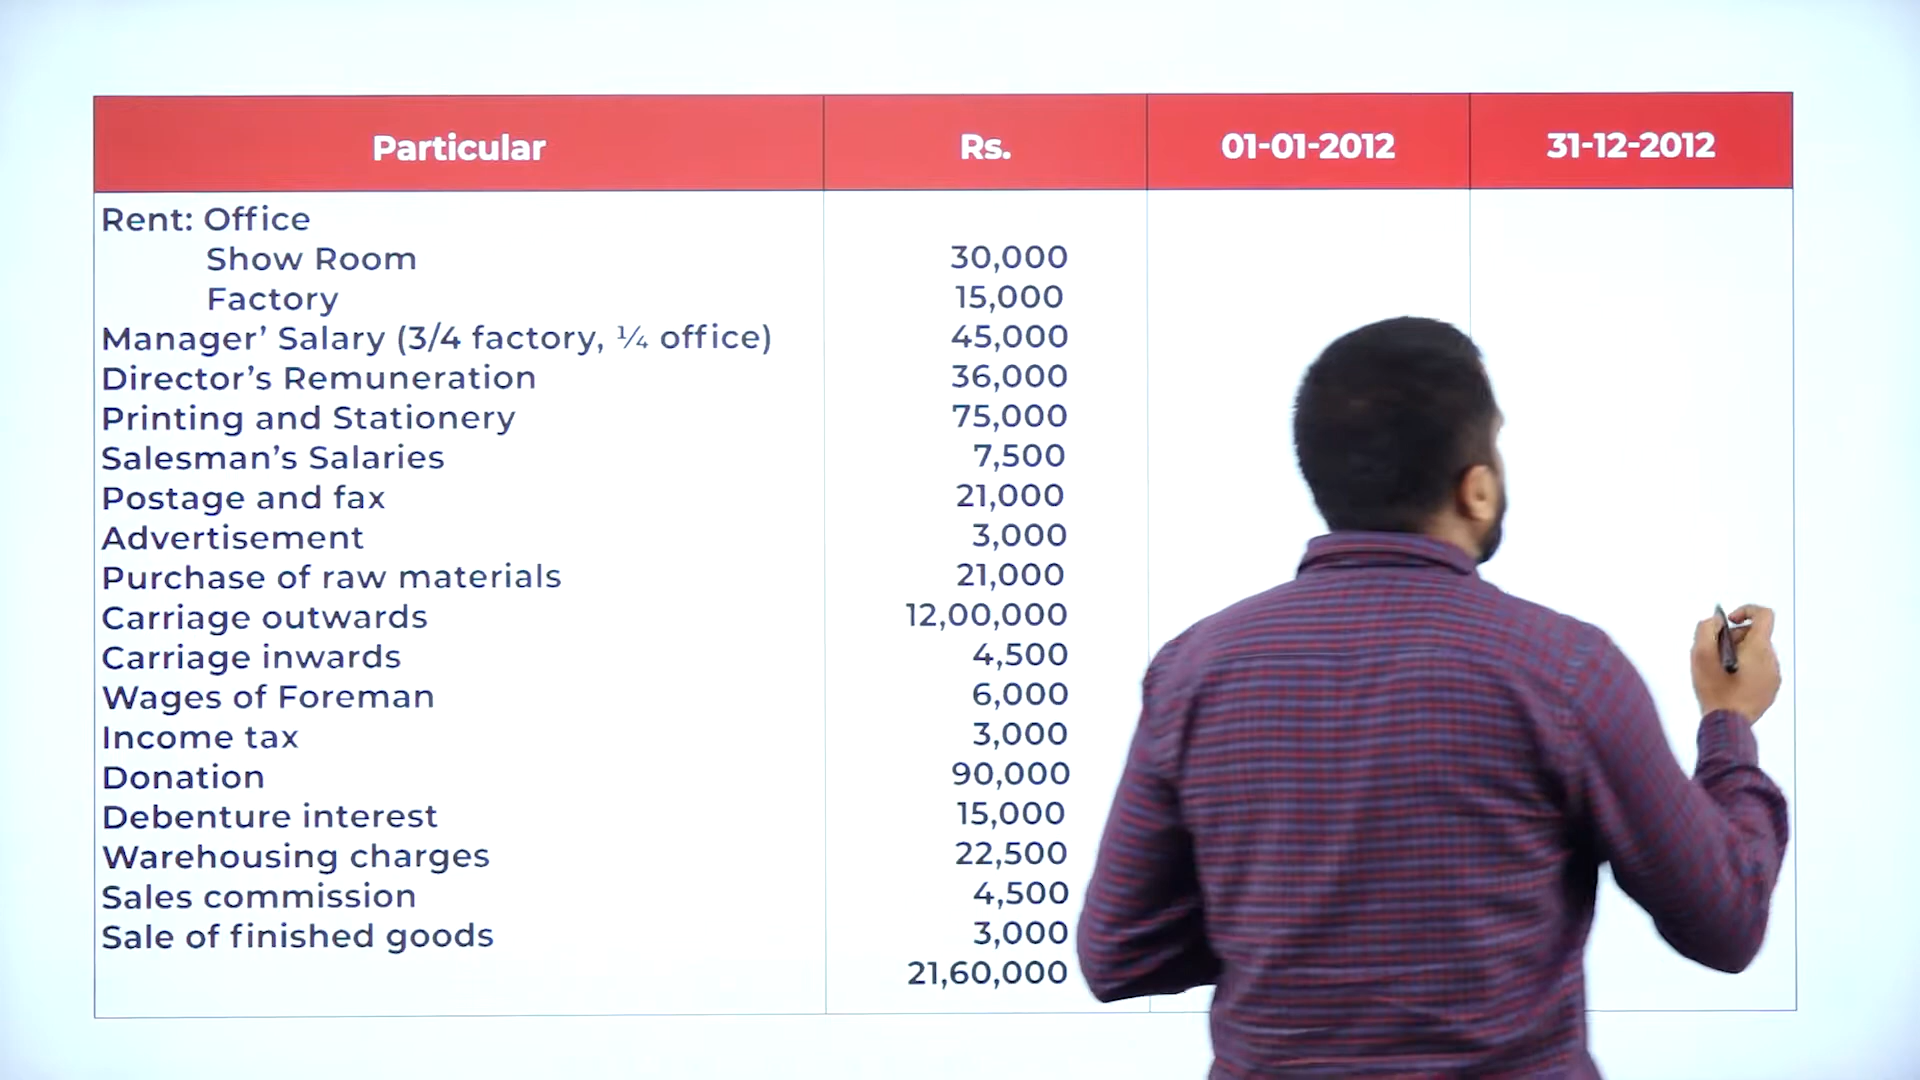 Particular Rs. 01-01-2012 31-12-2012
Rent: Office
Show Room 30,000
Factory 15,000
Manager’ Salary (3/4 factory, ¼ office) 45,000
Director’s Remuneration 36,000
Printing and Stationery 75,000
Salesman’s Salaries 7,500
Postage and fax 21,000
Advertisement 3,000
Purchase of raw materials 21,000
Carriage outwards 12,00,000
Carriage inwards 4,500
Wages of Foreman 6,000
Income tax 3,000
Donation 90,000
Debenture interest 15,000
Warehousing charges 22,500
Sales commission 4,500
Sale of finished goods 3,000
21,60,000